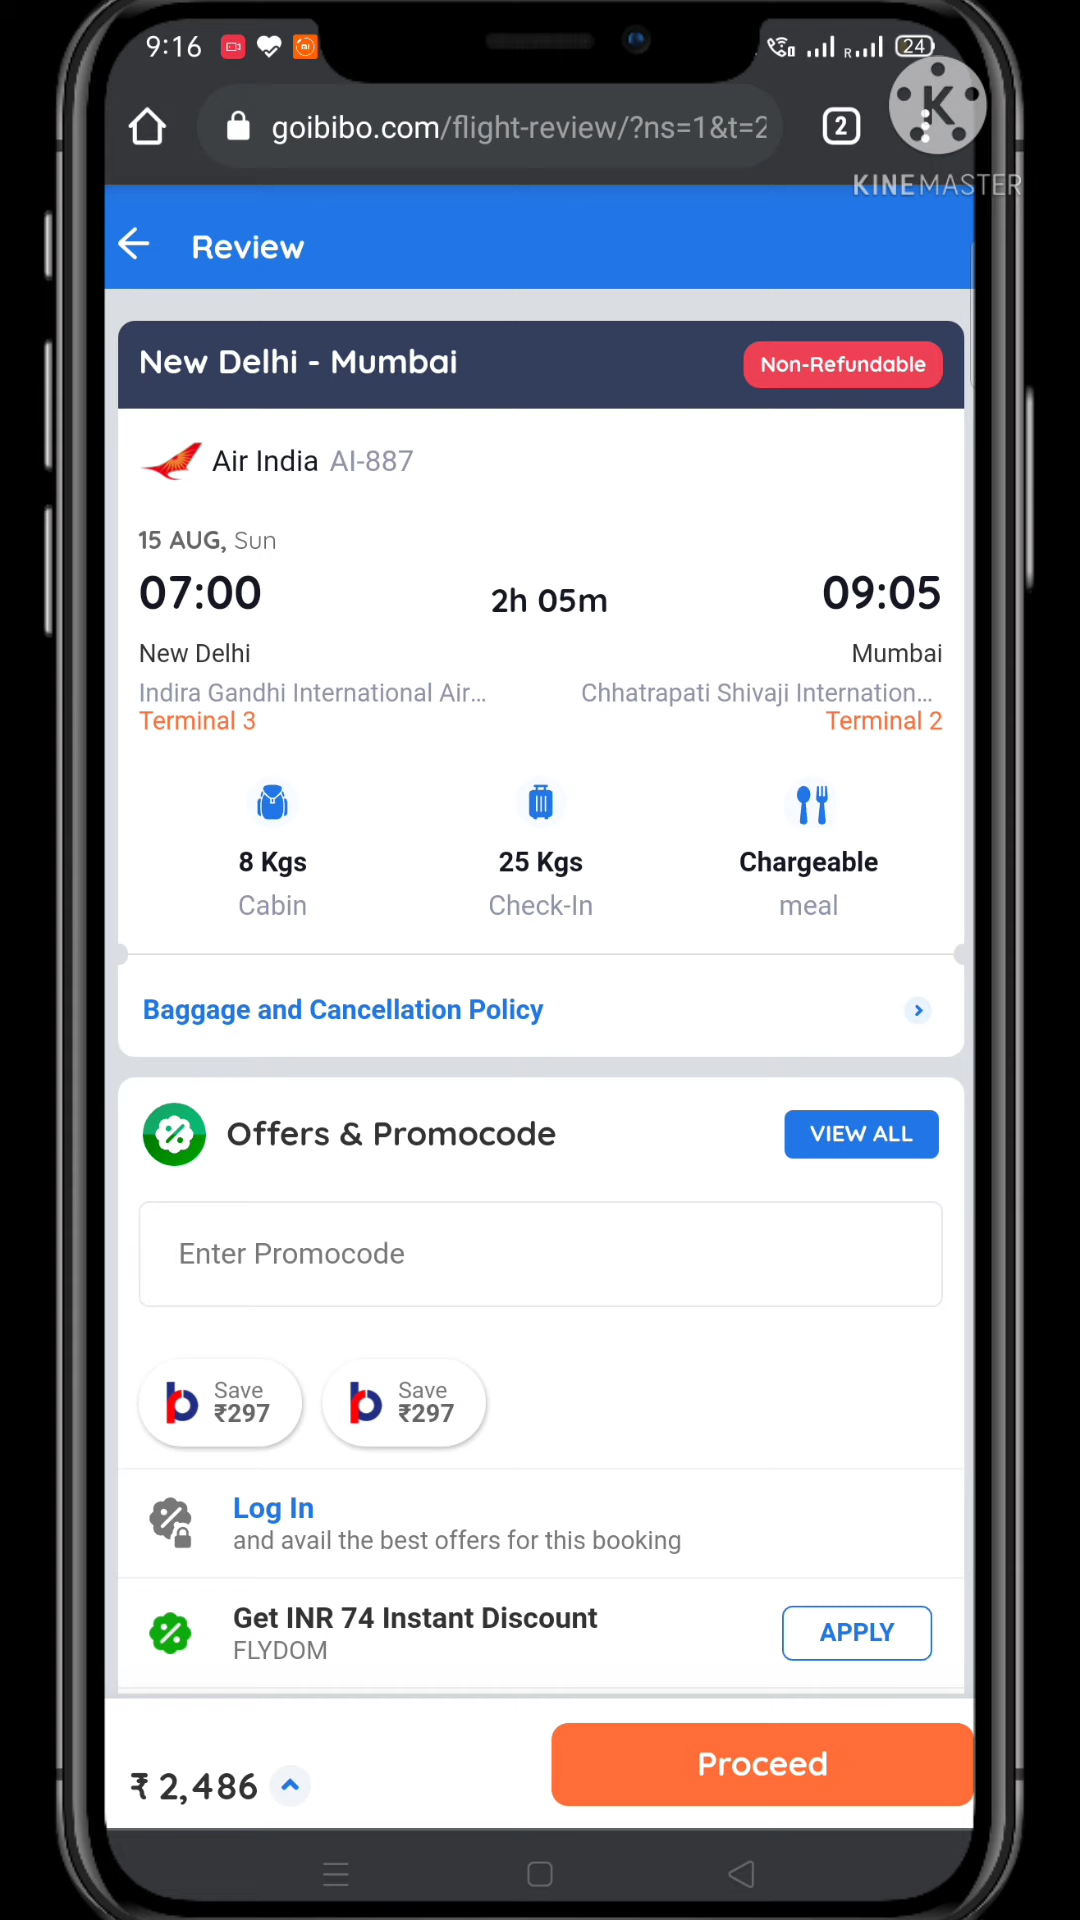 9:16
R
24
goibibo.com/flight-review/?ns=1&t=2
2
K
KINEMASTER
Review
New Delhi - Mumbai
Non-Refundable
Air India AI-887
15 AUG, Sun
07:00
2h 05m
09:05
New Delhi
Mumbai
Indira Gandhi International Air...
Chhatrapati Shivaji Internation...
Terminal 3
Terminal 2
8 Kgs
25 Kgs
Chargeable
Cabin
Check-In
meal
Baggage and Cancellation Policy
Offers & Promocode
VIEW ALL
Enter Promocode
b Save ₹297
b Save ₹297
Log In
and avail the best offers for this booking
Get INR 74 Instant Discount
FLYDOM
APPLY
₹ 2,486
Proceed